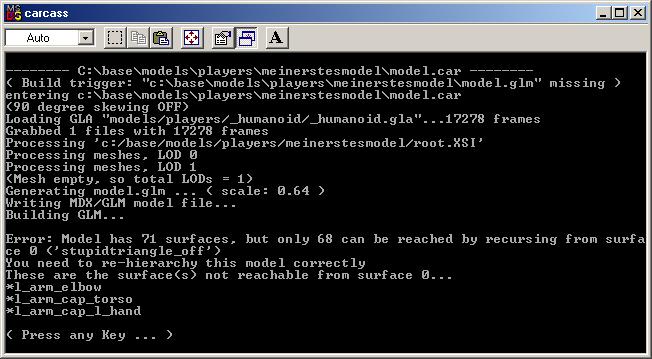 carcass
Auto
A
-------- C:\base\models\players\meinerstesmodel\model.car --------
( Build trigger: "c:\base\models\players\meinerstesmodel\model.glm" missing )
entering c:\base\models\players\meinerstesmodel\model.car
(90 degree skewing OFF)
Loading GLA "models/players/_humanoid/_humanoid.gla"...17278 frames
Grabbed 1 files with 17278 frames
Processing 'c:/base/models/players/meinerstesmodel/root.XSI'
Processing meshes, LOD 0
Processing meshes, LOD 1
(Mesh empty, so total LODs = 1)
Generating model.glm ... ( scale: 0.64 )
Writing MDX/GLM model file...
Building GLM...
Error: Model has 71 surfaces, but only 68 can be reached by recursing from surfa
ce 0 ('stupidtriangle_off')
You need to re-hierarchy this model correctly
These are the surface(s) not reachable from surface 0...
*l_arm_elbow
*l_arm_cap_torso
*l_arm_cap_l_hand
( Press any Key ... )